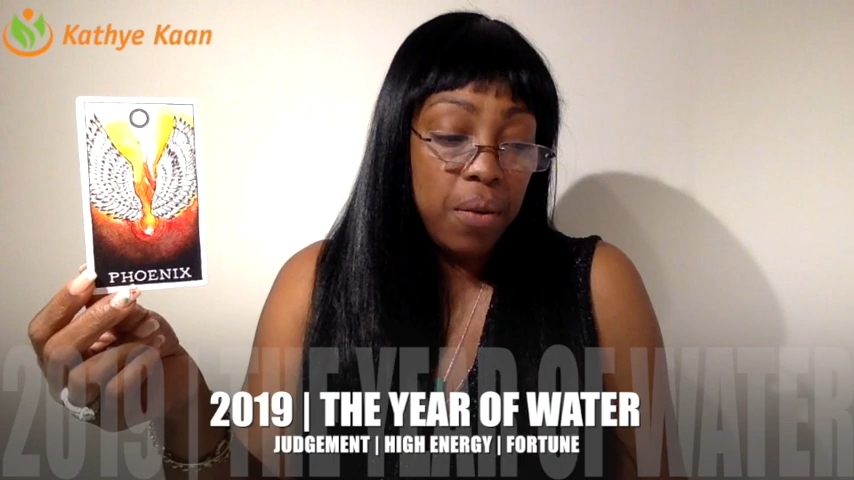 Kathye Kaan
PHOENIX
2019 | THE YEAR OF WATER
2019 | THE YEAR OF WATER
JUDGEMENT | HIGH ENERGY | FORTUNE